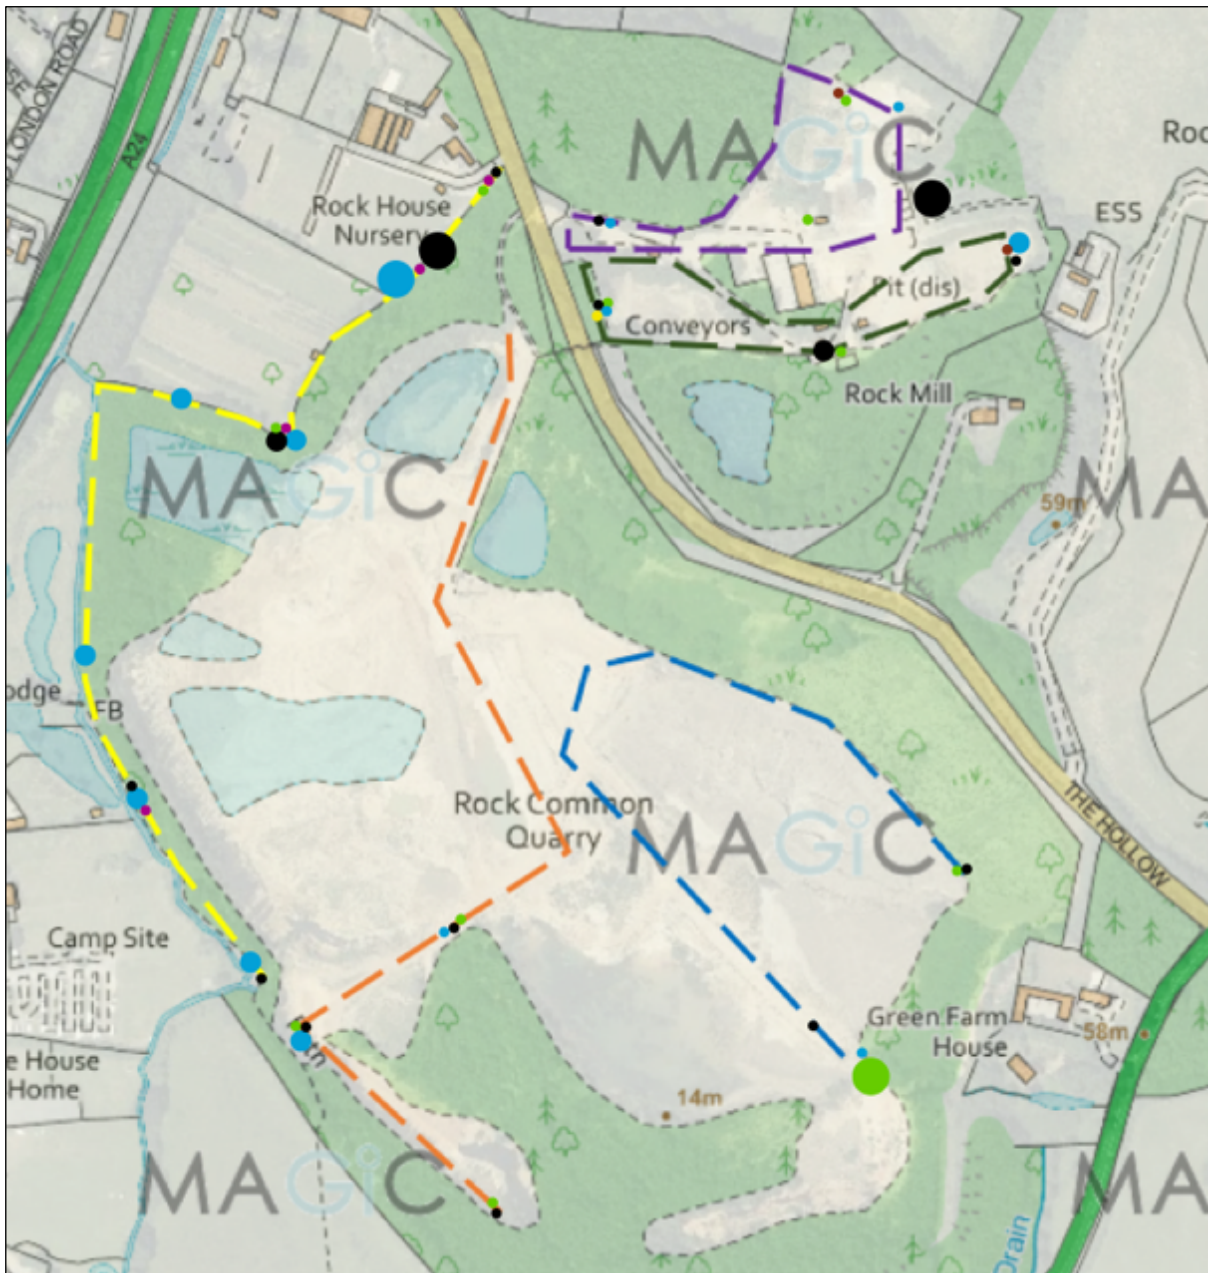 LONDON ROAD
A24
MAGiC
Roc
Rock House
Nursery
ESS
Pit (dis)
Conveyors
Rock Mill
MAGiC
MA
59m
odge
FB
Rock Common
Quarry
MAGiC
THE HOLLOW
Camp Site
Green Farm
House
58m
e House
Home
14m
MAGiC
MA
Drain